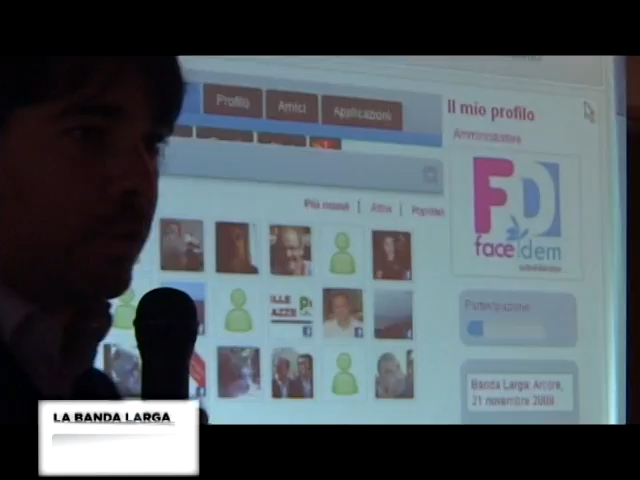 Profilo
Amici
Applicazioni
Il mio profilo
Amministratore
Più nuovi | Attivi | Popolari
FD
face dem
Partecipazione
Banda Larga: Arcore,
21 novembre 2009
LA BANDA LARGA